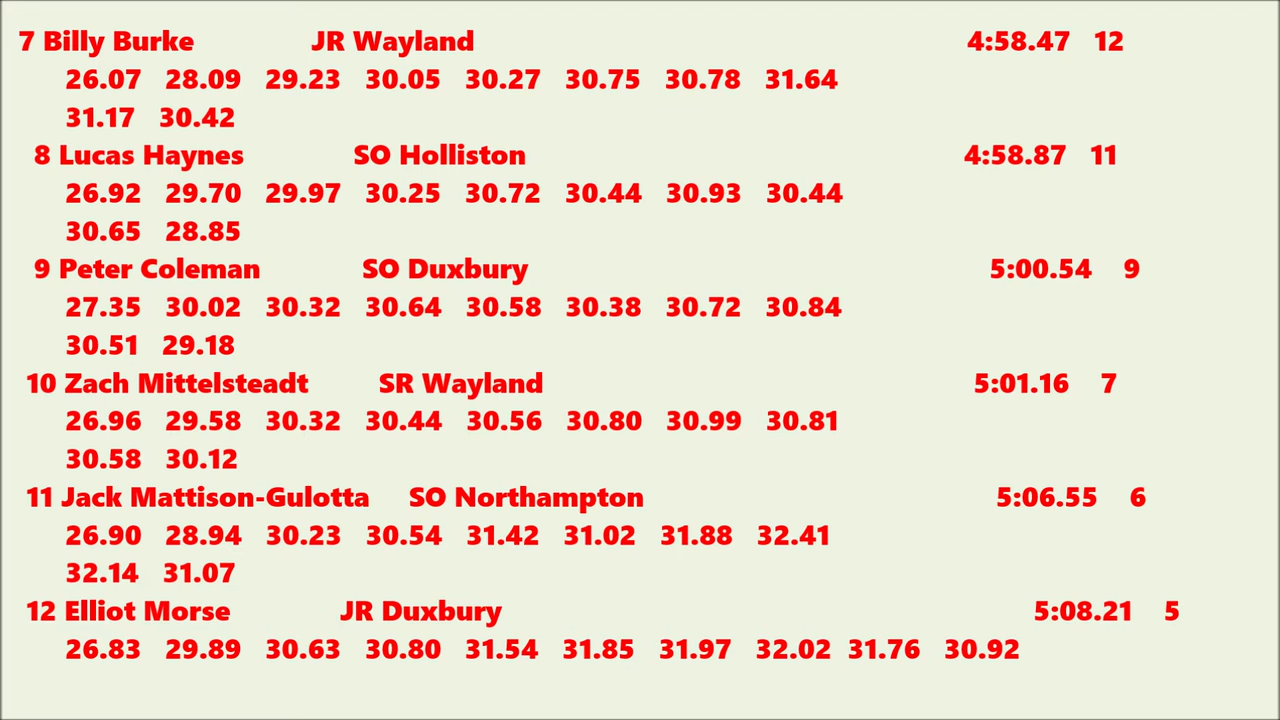 7 Billy Burke JR Wayland 4:58.47 12
26.07 28.09 29.23 30.05 30.27 30.75 30.78 31.64
31.17 30.42
8 Lucas Haynes SO Holliston 4:58.87 11
26.92 29.70 29.97 30.25 30.72 30.44 30.93 30.44
30.65 28.85
9 Peter Coleman SO Duxbury 5:00.54 9
27.35 30.02 30.32 30.64 30.58 30.38 30.72 30.84
30.51 29.18
10 Zach Mittelsteadt SR Wayland 5:01.16 7
26.96 29.58 30.32 30.44 30.56 30.80 30.99 30.81
30.58 30.12
11 Jack Mattison-Gulotta SO Northampton 5:06.55 6
26.90 28.94 30.23 30.54 31.42 31.02 31.88 32.41
32.14 31.07
12 Elliot Morse JR Duxbury 5:08.21 5
26.83 29.89 30.63 30.80 31.54 31.85 31.97 32.02 31.76 30.92